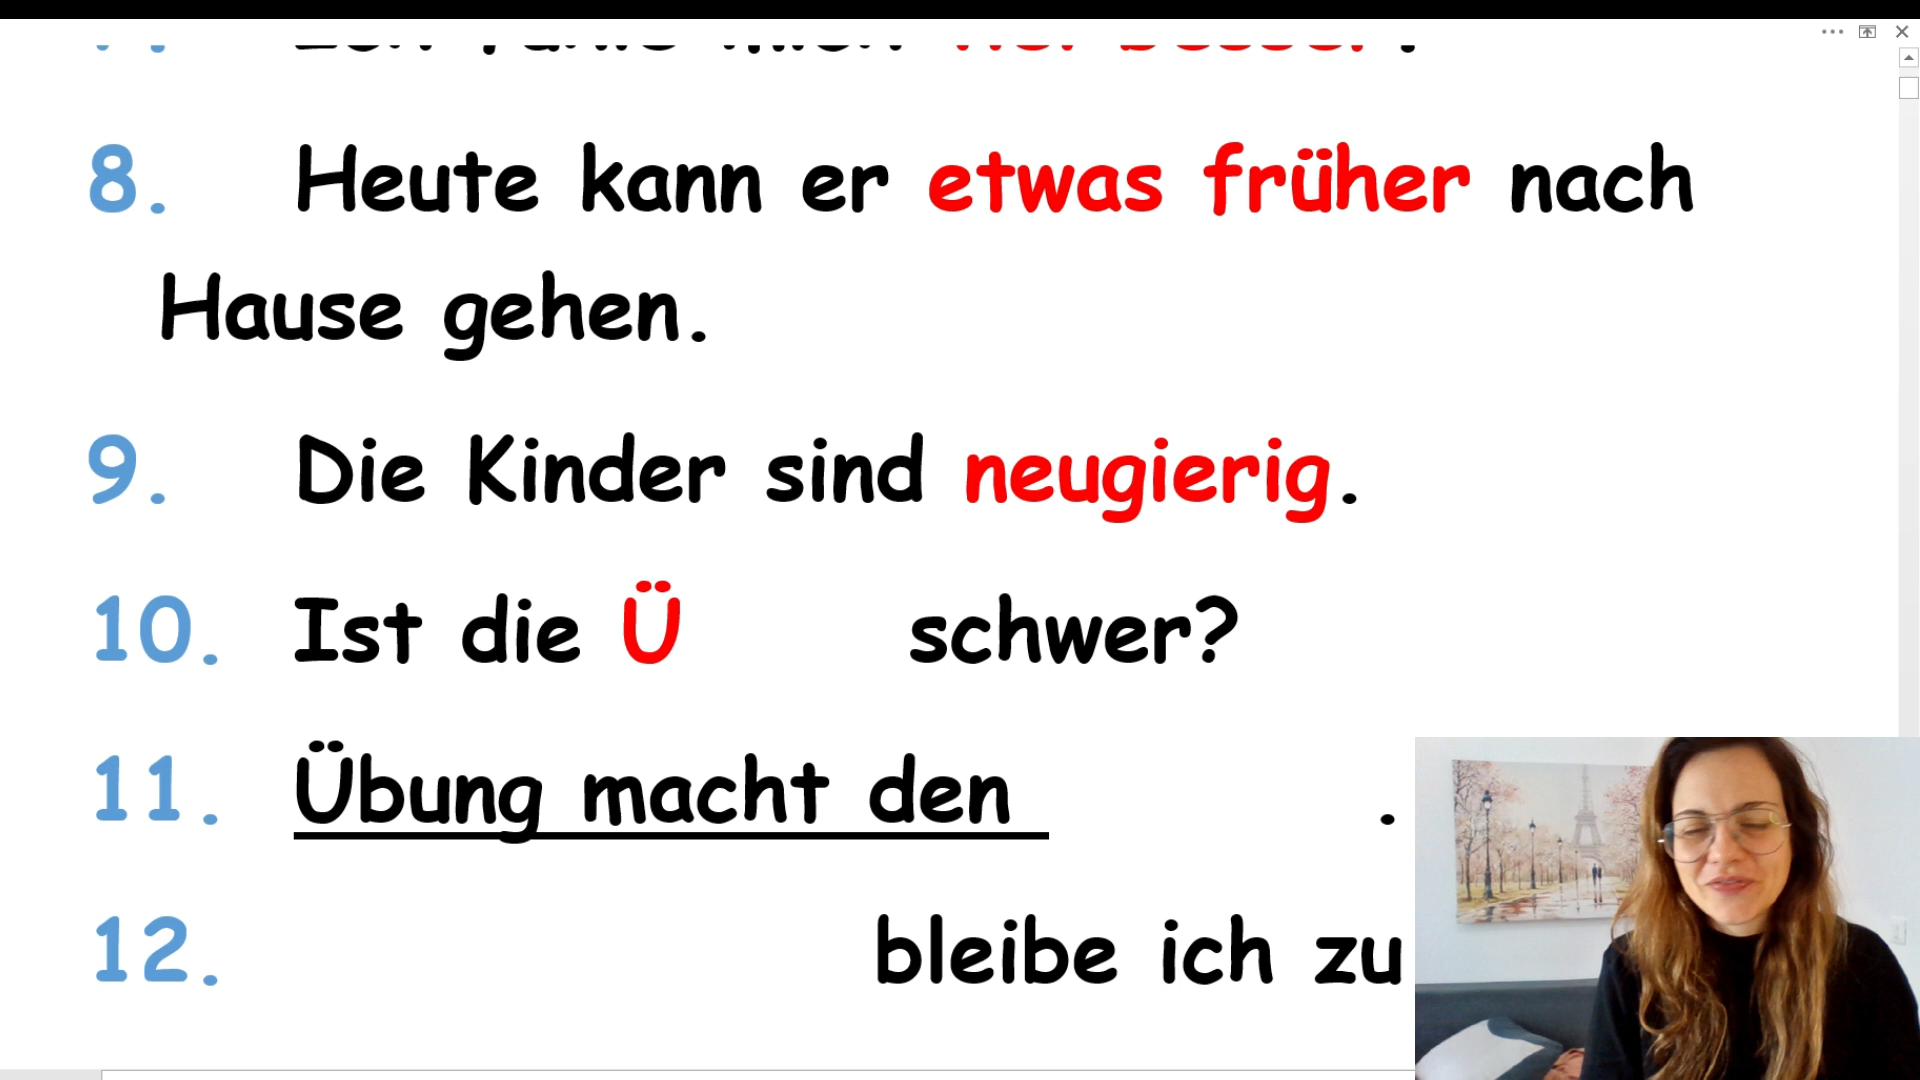 8. Heute kann er etwas früher nach
Hause gehen.
9. Die Kinder sind neugierig.
10. Ist die Ü schwer?
11. Übung macht den .
12. bleibe ich zu